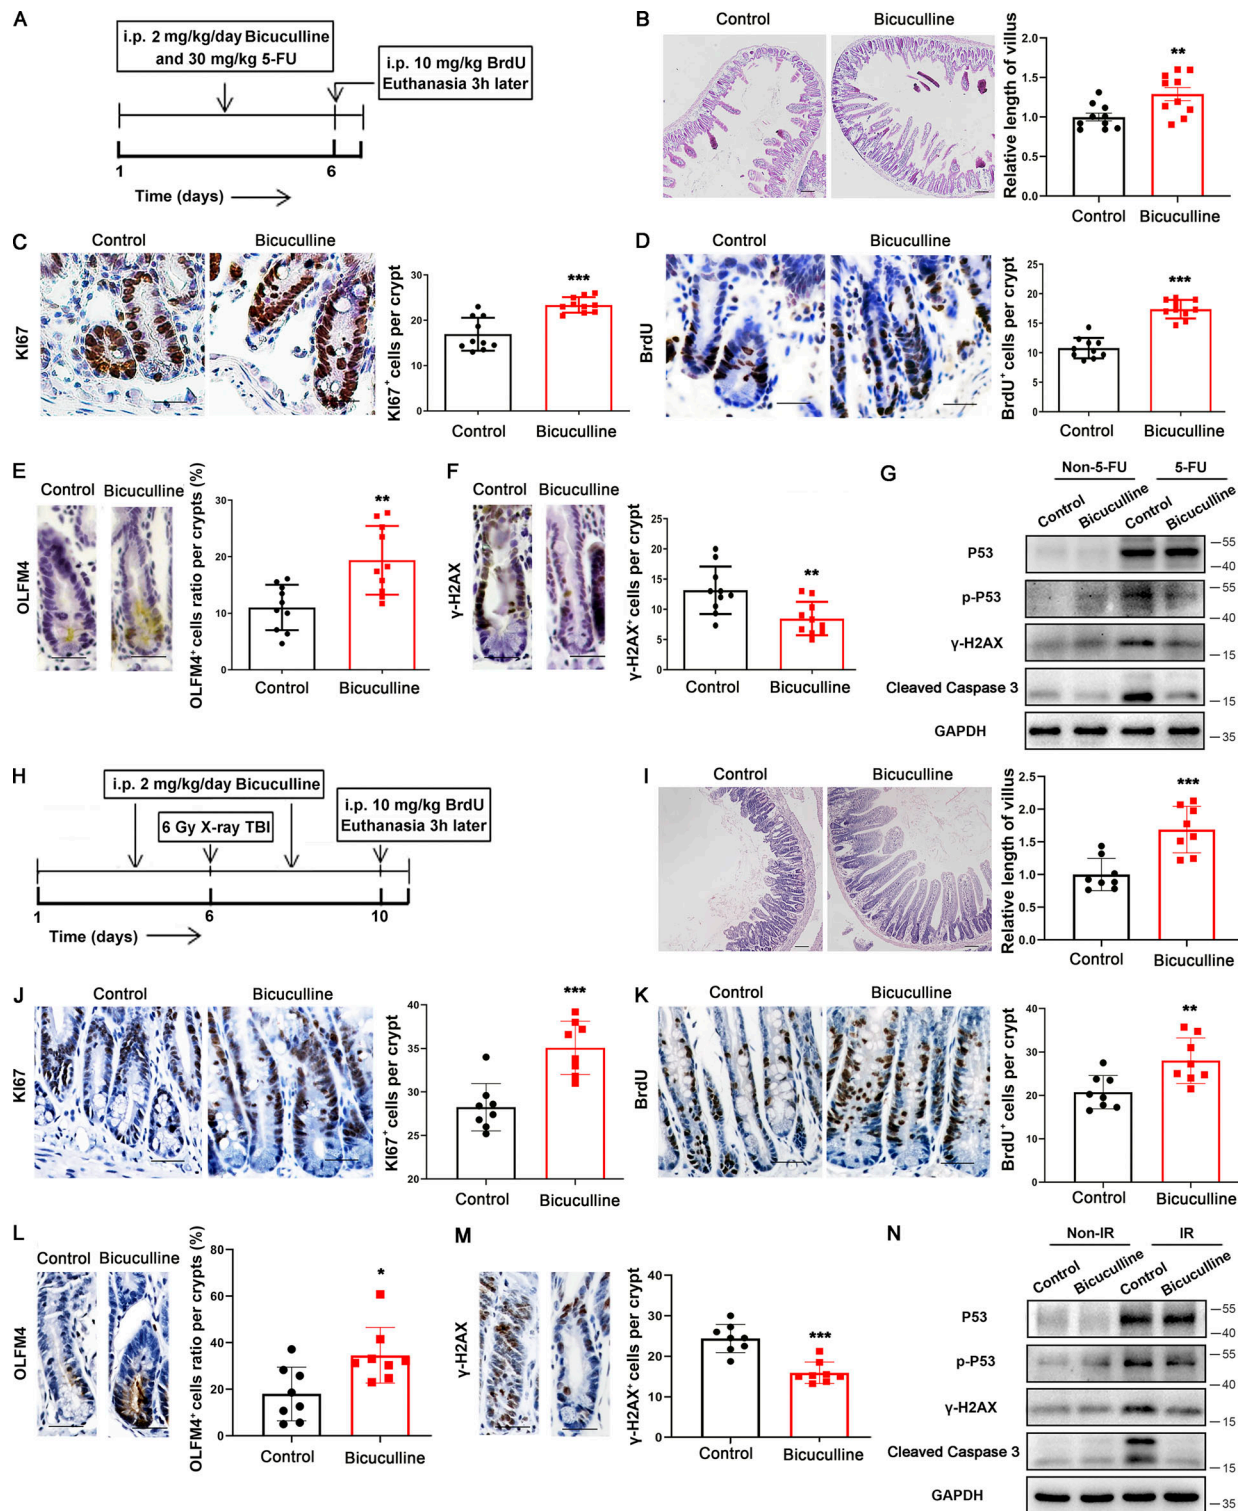 A
i.p. 2 mg/kg/day Bicuculline
and 30 mg/kg 5-FU
i.p. 10 mg/kg BrdU
Euthanasia 3h later
1
6
Time (days)
B
Control
Bicuculline
Relative length of villus
2.0
1.5
1.0
0.5
0.0
**
Control
Bicuculline
C
Control
Bicuculline
KI67
KI67⁺ cells per crypt
30
20
10
0
***
Control
Bicuculline
D
Control
Bicuculline
BrdU
BrdU⁺ cells per crypt
25
20
15
10
5
0
***
Control
Bicuculline
E
Control
Bicuculline
OLFM4
OLFM4⁺ cells ratio per crypts (%)
30
20
10
0
**
Control
Bicuculline
F
Control
Bicuculline
γ-H2AX
γ-H2AX⁺ cells per crypt
25
20
15
10
5
0
**
Control
Bicuculline
G
Non-5-FU
5-FU
Control
Bicuculline
Control
Bicuculline
P53
55
40
p-P53
55
40
γ-H2AX
15
Cleaved Caspase 3
15
GAPDH
35
H
i.p. 2 mg/kg/day Bicuculline
6 Gy X-ray TBI
i.p. 10 mg/kg BrdU
Euthanasia 3h later
1
6
10
Time (days)
I
Control
Bicuculline
Relative length of villus
2.5
2.0
1.5
1.0
0.5
0.0
***
Control
Bicuculline
J
Control
Bicuculline
KI67
KI67⁺ cells per crypt
40
35
30
25
20
***
Control
Bicuculline
K
Control
Bicuculline
BrdU
BrdU⁺ cells per crypt
40
30
20
10
0
**
Control
Bicuculline
L
Control
Bicuculline
OLFM4
OLFM4⁺ cells ratio per crypts (%)
80
60
40
20
0
*
Control
Bicuculline
M
γ-H2AX
γ-H2AX⁺ cells per crypt
40
30
20
10
0
***
Control
Bicuculline
N
Non-IR
IR
Control
Bicuculline
Control
Bicuculline
P53
55
40
p-P53
55
40
γ-H2AX
15
Cleaved Caspase 3
15
GAPDH
35